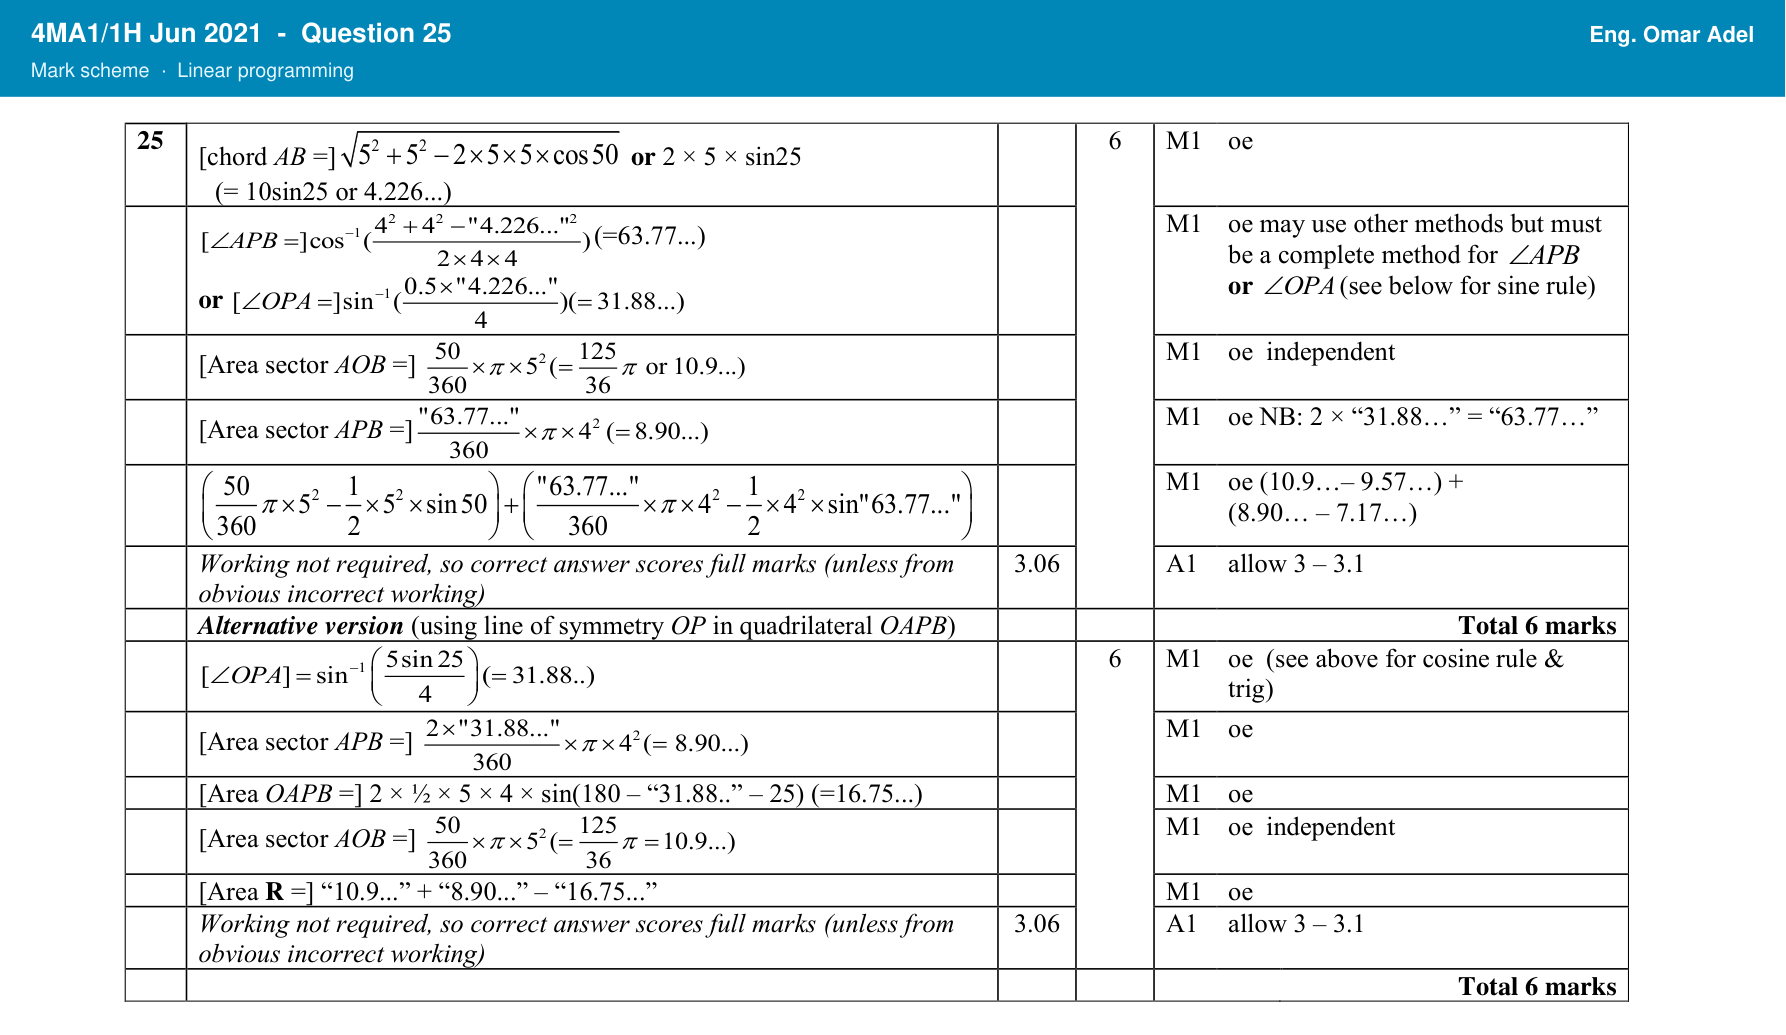 4MA1/1H Jun 2021 - Question 25
Eng. Omar Adel
Mark scheme · Linear programming
25 [chord AB =] √(5² + 5² − 2×5×5×cos50) or 2 × 5 × sin25 6 M1 oe
(= 10sin25 or 4.226...)
[∠APB =]cos⁻¹((4² + 4² − "4.226..."²)/(2×4×4)) (=63.77...) M1 oe may use other methods but must
be a complete method for ∠APB
or ∠OPA (see below for sine rule)
or [∠OPA =]sin⁻¹((0.5×"4.226...")/4)(= 31.88...)
[Area sector AOB =] 50/360 × π × 5² (= 125/36 π or 10.9...) M1 oe independent
[Area sector APB =] "63.77..."/360 × π × 4² (= 8.90...) M1 oe NB: 2 × “31.88…” = “63.77…”
(50/360 π×5² − 1/2 ×5² ×sin50) + ("63.77..."/360 ×π×4² − 1/2 ×4² ×sin"63.77...") M1 oe (10.9…– 9.57…) +
(8.90… – 7.17…)
Working not required, so correct answer scores full marks (unless from 3.06 A1 allow 3 – 3.1
obvious incorrect working)
Alternative version (using line of symmetry OP in quadrilateral OAPB) Total 6 marks
[∠OPA] = sin⁻¹(5sin25/4)(= 31.88..) 6 M1 oe (see above for cosine rule &
trig)
[Area sector APB =] 2×"31.88..."/360 × π × 4² (= 8.90...) M1 oe
[Area OAPB =] 2 × ½ × 5 × 4 × sin(180 – “31.88..” – 25) (=16.75...) M1 oe
[Area sector AOB =] 50/360 × π × 5² (= 125/36 π = 10.9...) M1 oe independent
[Area R =] “10.9...” + “8.90...” – “16.75...” M1 oe
Working not required, so correct answer scores full marks (unless from 3.06 A1 allow 3 – 3.1
obvious incorrect working)
Total 6 marks